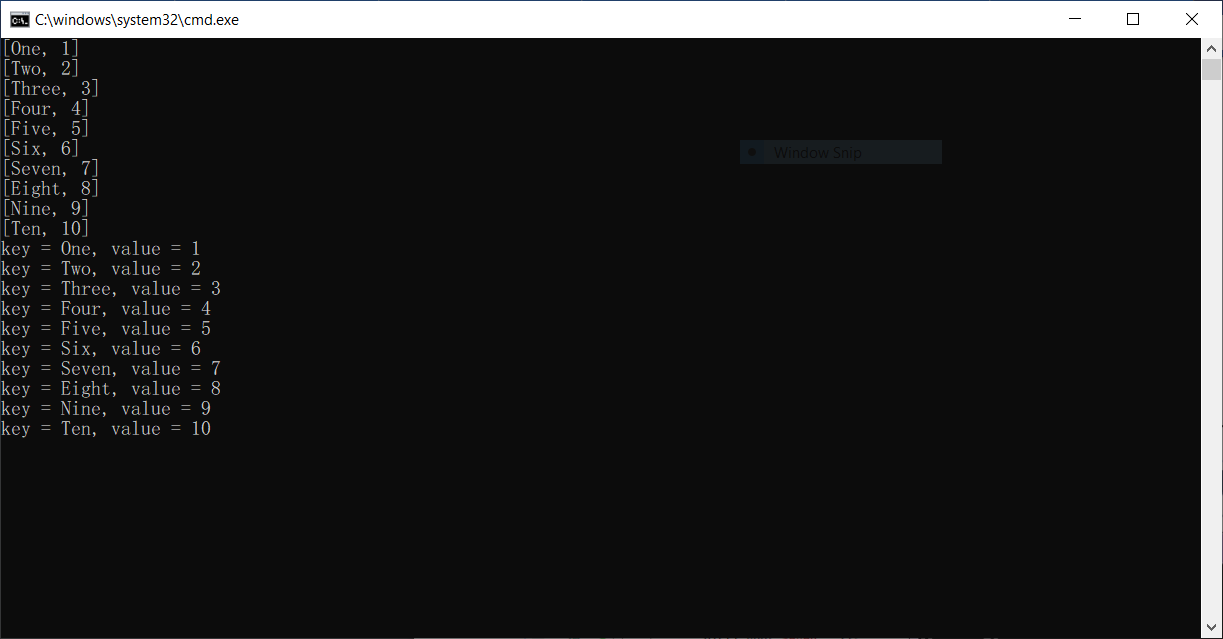 C:\windows\system32\cmd.exe
[One, 1]
[Two, 2]
[Three, 3]
[Four, 4]
[Five, 5]
[Six, 6]
[Seven, 7]
[Eight, 8]
[Nine, 9]
[Ten, 10]
key = One, value = 1
key = Two, value = 2
key = Three, value = 3
key = Four, value = 4
key = Five, value = 5
key = Six, value = 6
key = Seven, value = 7
key = Eight, value = 8
key = Nine, value = 9
key = Ten, value = 10
Window Snip